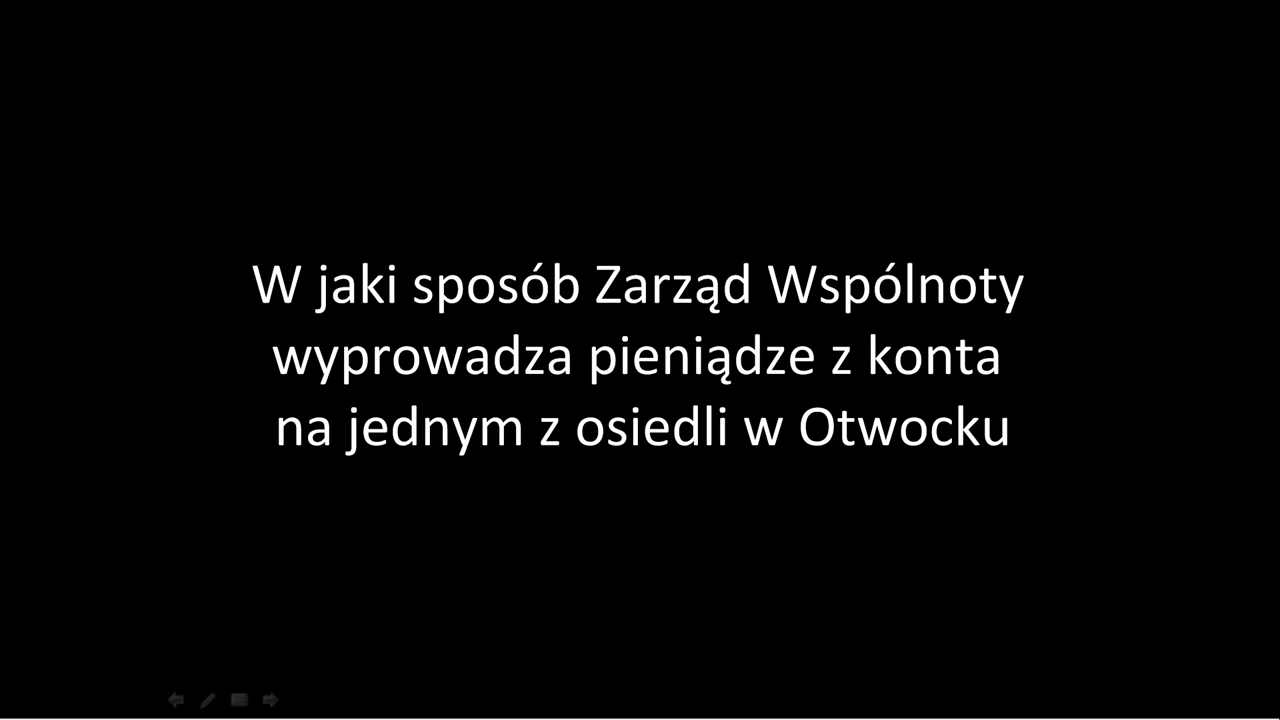 W jaki sposób Zarząd Wspólnoty
wyprowadza pieniądze z konta
na jednym z osiedli w Otwocku